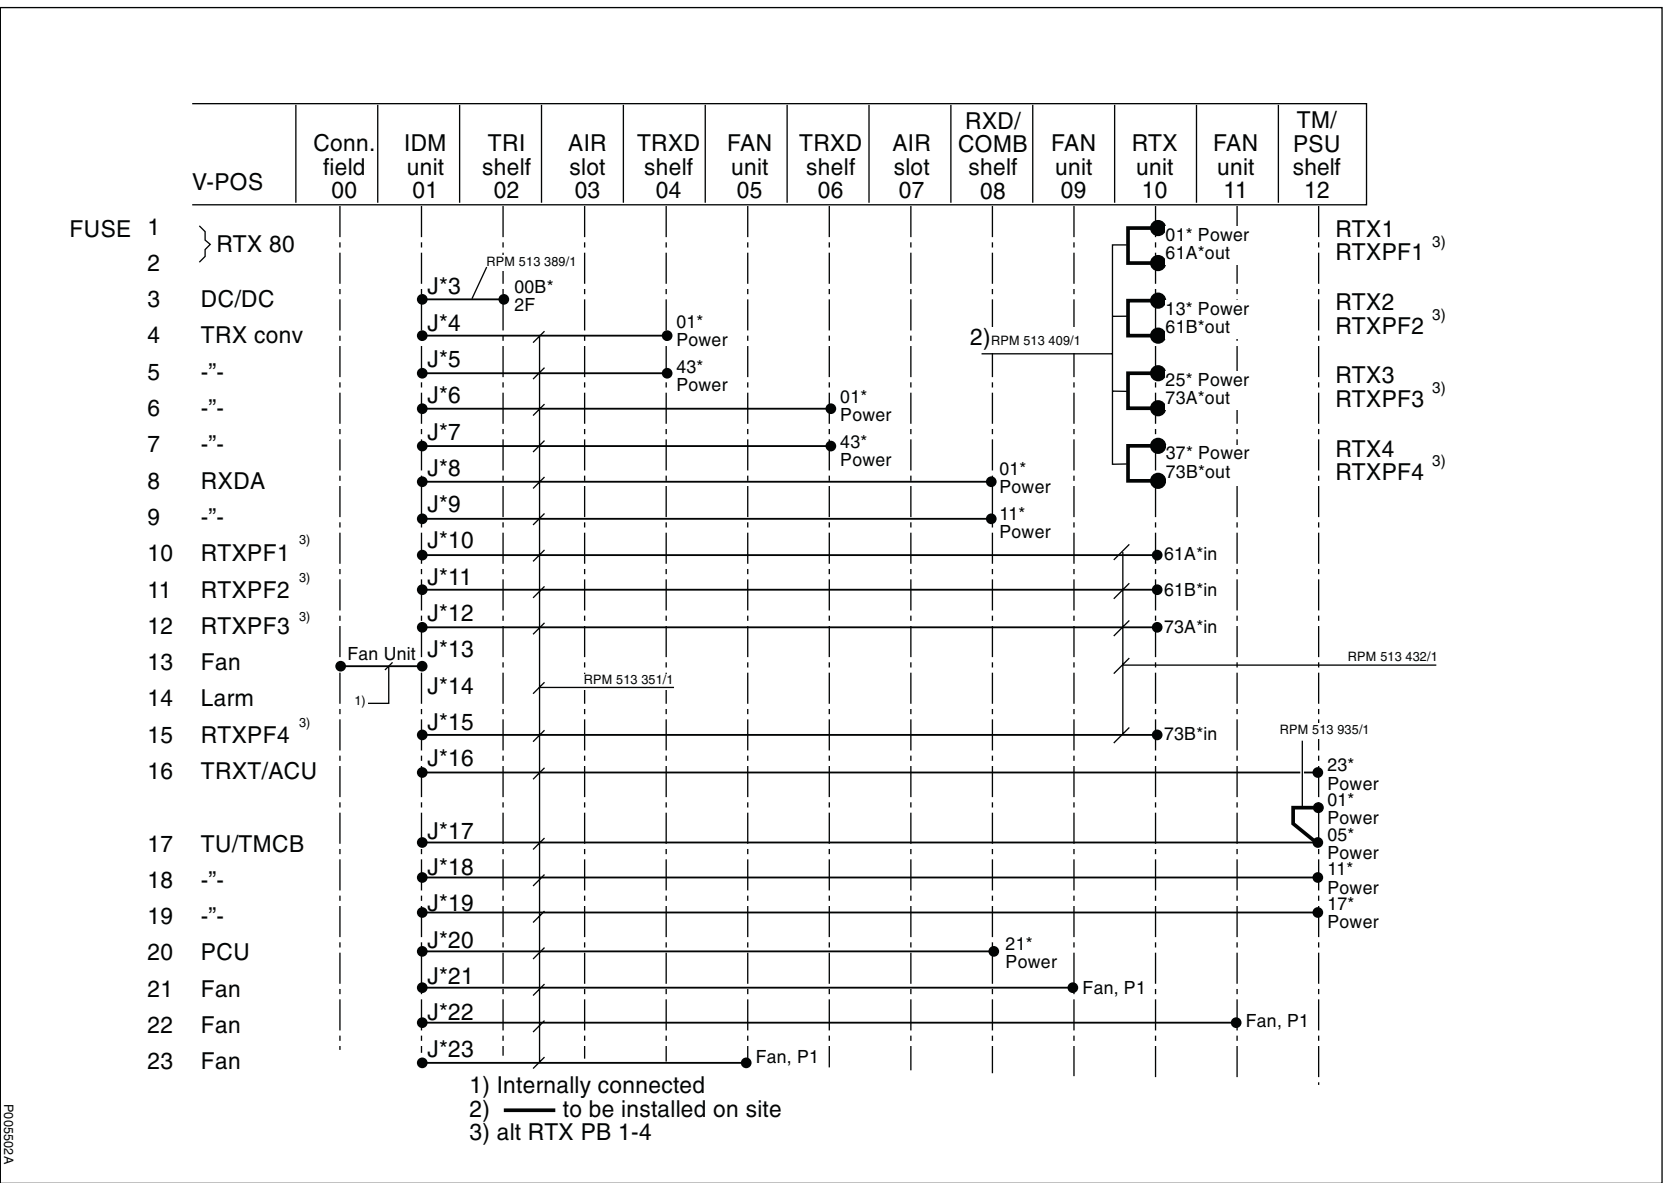 V-POS
Conn. field 00
IDM unit 01
TRI shelf 02
AIR slot 03
TRXD shelf 04
FAN unit 05
TRXD shelf 06
AIR slot 07
RXD/ COMB shelf 08
FAN unit 09
RTX unit 10
FAN unit 11
TM/ PSU shelf 12
FUSE 1
2
RTX 80
01* Power
61A*out
RTX1
RTXPF1 3)
RPM 513 389/1
3 DC/DC J*3 00B* 2F
13* Power
61B*out
RTX2
RTXPF2 3)
4 TRX conv J*4 01* Power
2) RPM 513 409/1
5 -”- J*5 43* Power
25* Power
73A*out
RTX3
RTXPF3 3)
6 -”- J*6 01* Power
7 -”- J*7 43* Power
37* Power
73B*out
RTX4
RTXPF4 3)
8 RXDA J*8 01* Power
9 -”- J*9 11* Power
10 RTXPF1 3) J*10 61A*in
11 RTXPF2 3) J*11 61B*in
12 RTXPF3 3) J*12 73A*in
13 Fan Fan Unit J*13
RPM 513 432/1
14 Larm 1) J*14 RPM 513 351/1
15 RTXPF4 3) J*15 73B*in
RPM 513 935/1
16 TRXT/ACU J*16 23* Power
01* Power
17 TU/TMCB J*17 05* Power
18 -”- J*18 11* Power
19 -”- J*19 17* Power
20 PCU J*20 21* Power
21 Fan J*21 Fan, P1
22 Fan J*22 Fan, P1
23 Fan J*23 Fan, P1
1) Internally connected
2) to be installed on site
3) alt RTX PB 1-4
P005502A